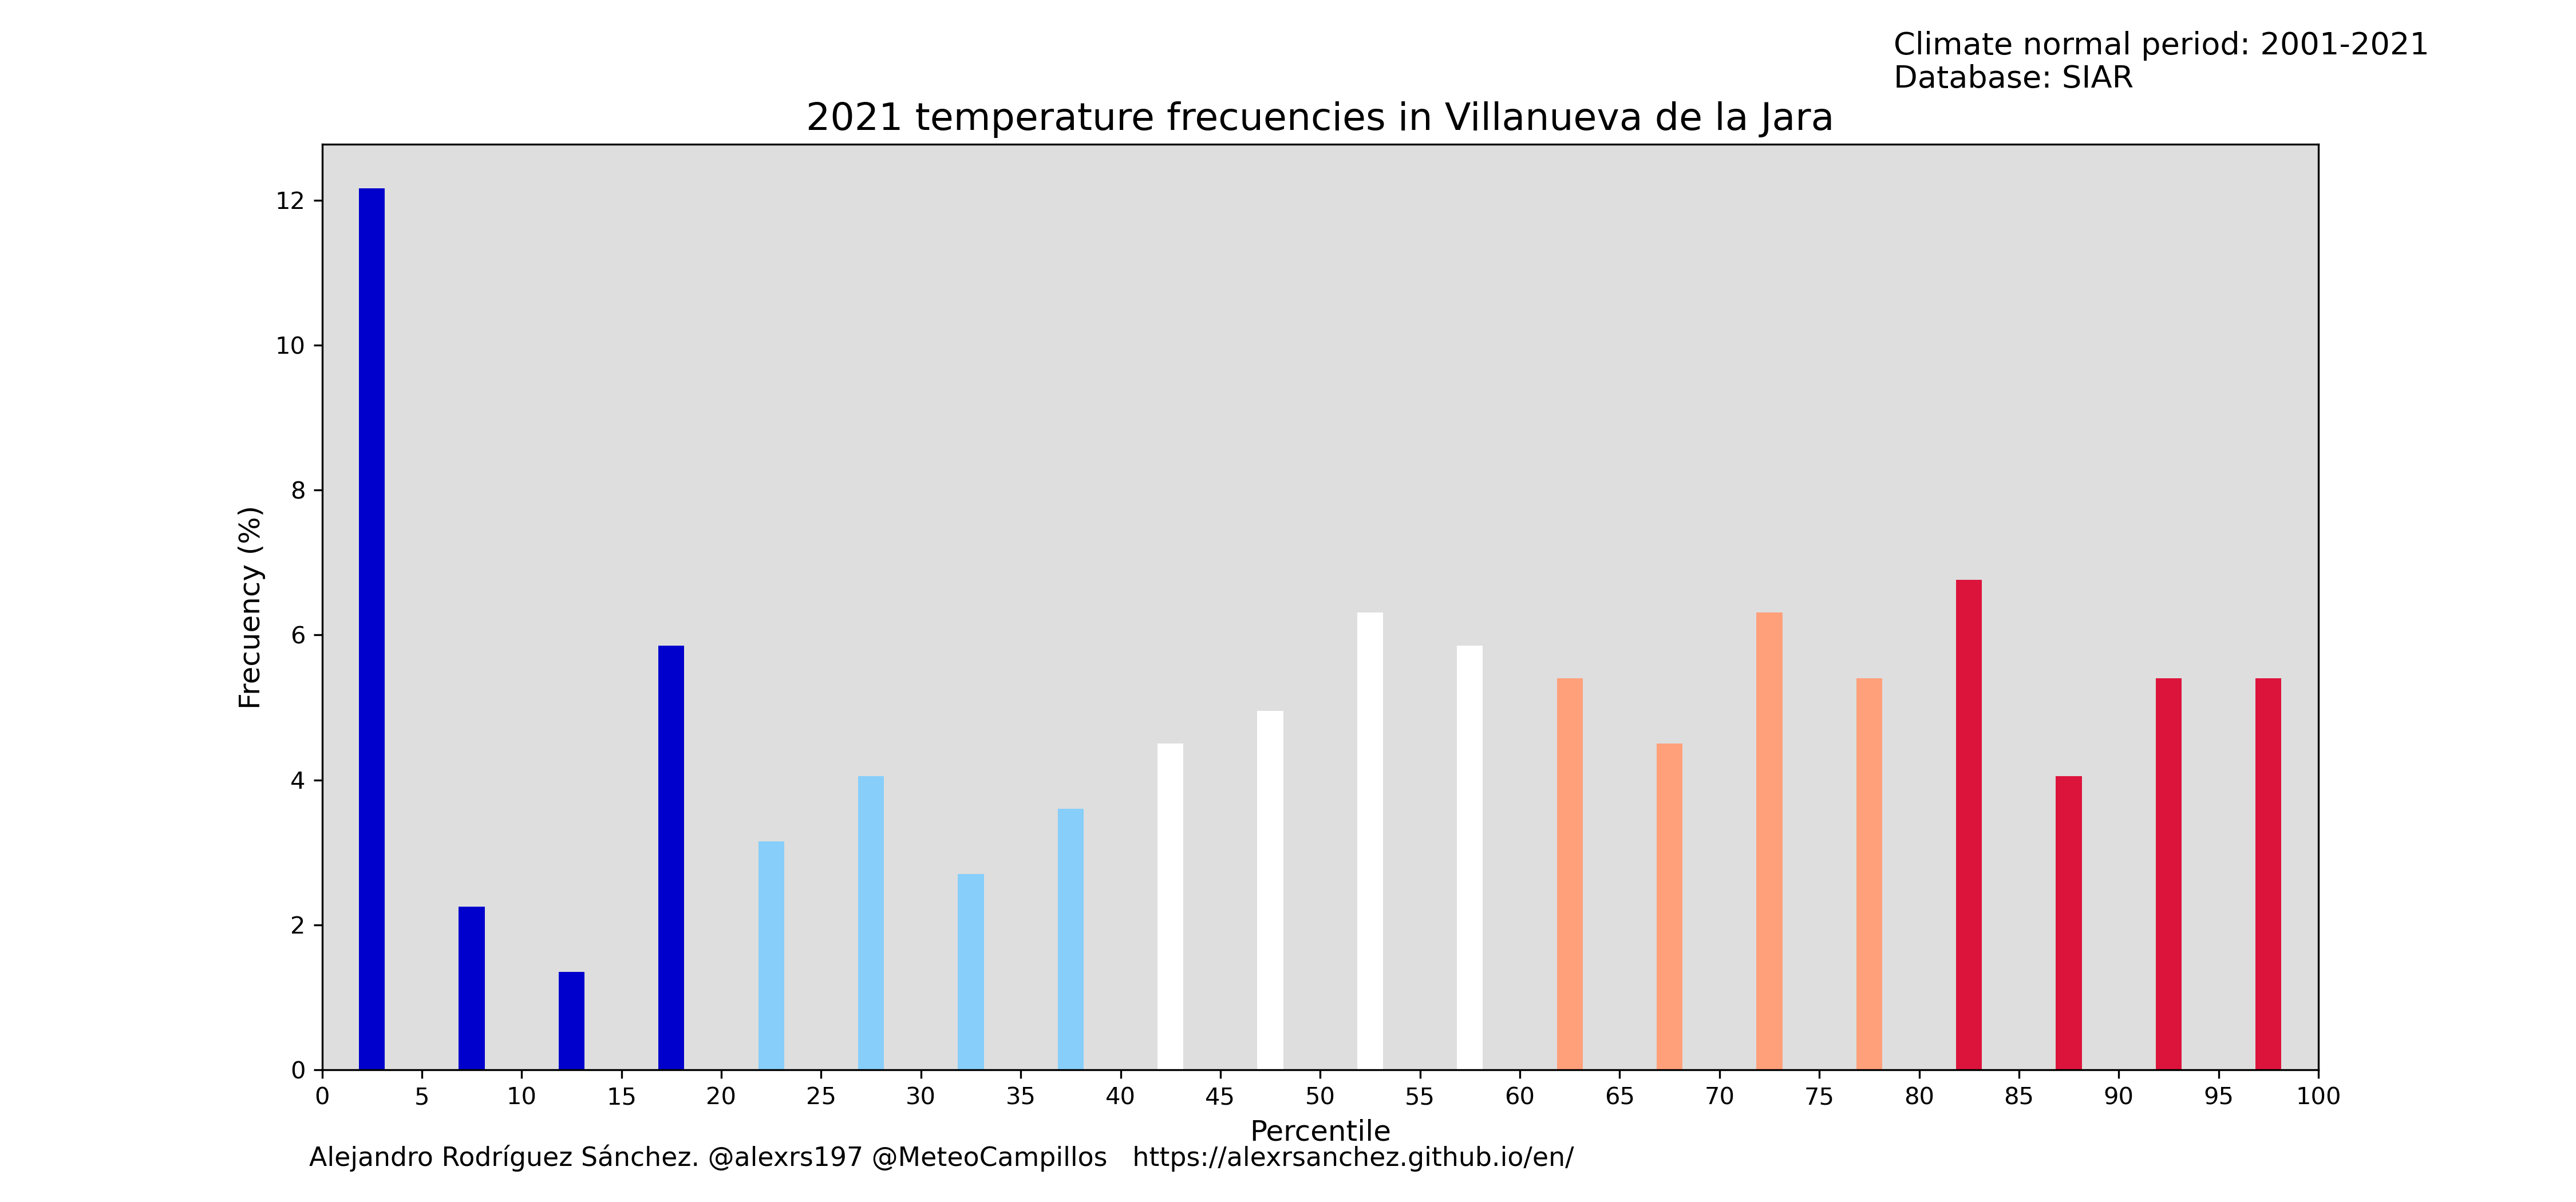 Climate normal period: 2001-2021
Database: SIAR
2021 temperature frecuencies in Villanueva de la Jara
12
10
8
6
4
2
0
Frecuency (%)
0 5 10 15 20 25 30 35 40 45 50 55 60 65 70 75 80 85 90 95 100
Percentile
Alejandro Rodríguez Sánchez. @alexrs197 @MeteoCampillos https://alexrsanchez.github.io/en/